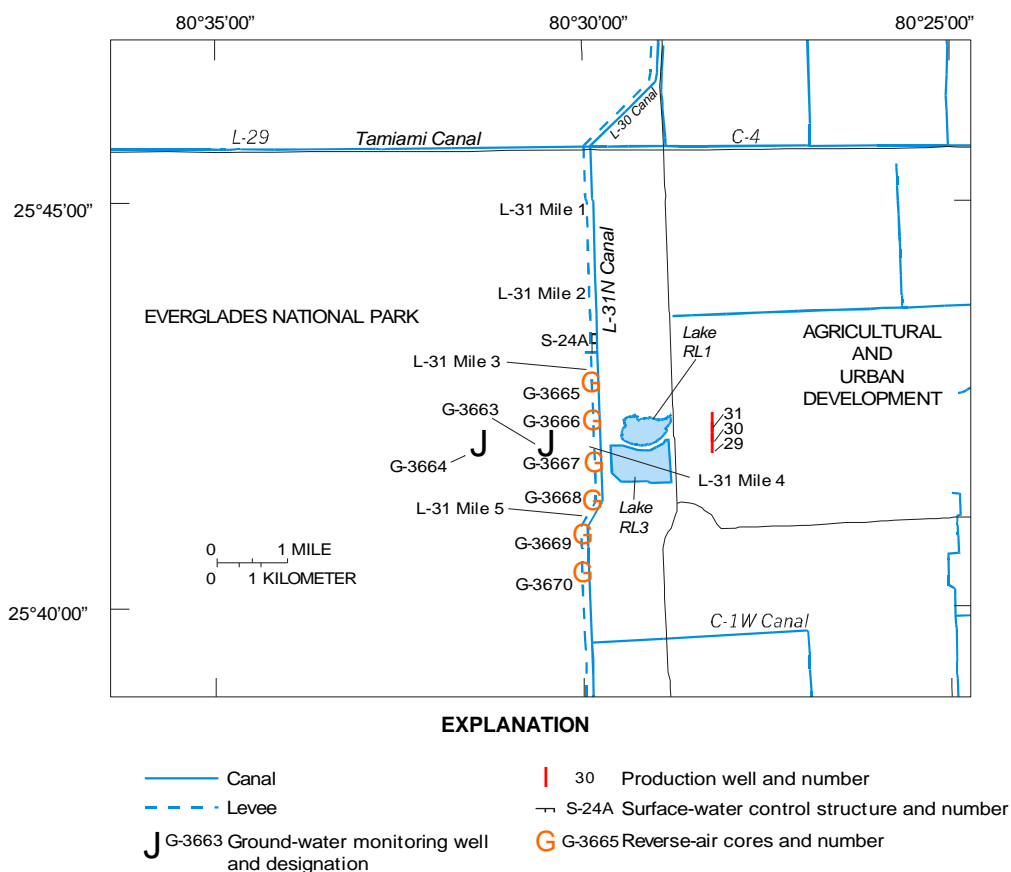 80°35’00” 80°30’00” 80°25’00”
L-30 Canal
L-29 Tamiami Canal C-4
25°45’00”
L-31 Mile 1
L-31N Canal
L-31 Mile 2
EVERGLADES NATIONAL PARK
AGRICULTURAL
AND
URBAN
DEVELOPMENT
S-24A
Lake
RL1
L-31 Mile 3
G
G-3665
G-3663
J J
G-3664
G
G-3666
31
30
29
G
G-3667
L-31 Mile 4
G
G-3668
L-31 Mile 5
Lake
RL3
G
G-3669
0 1 MILE
0 1 KILOMETER
G
G-3670
25°40’00”
C-1W Canal
EXPLANATION
Canal
Levee
J G-3663 Ground-water monitoring well
and designation
30 Production well and number
S-24A Surface-water control structure and number
G G-3665 Reverse-air cores and number